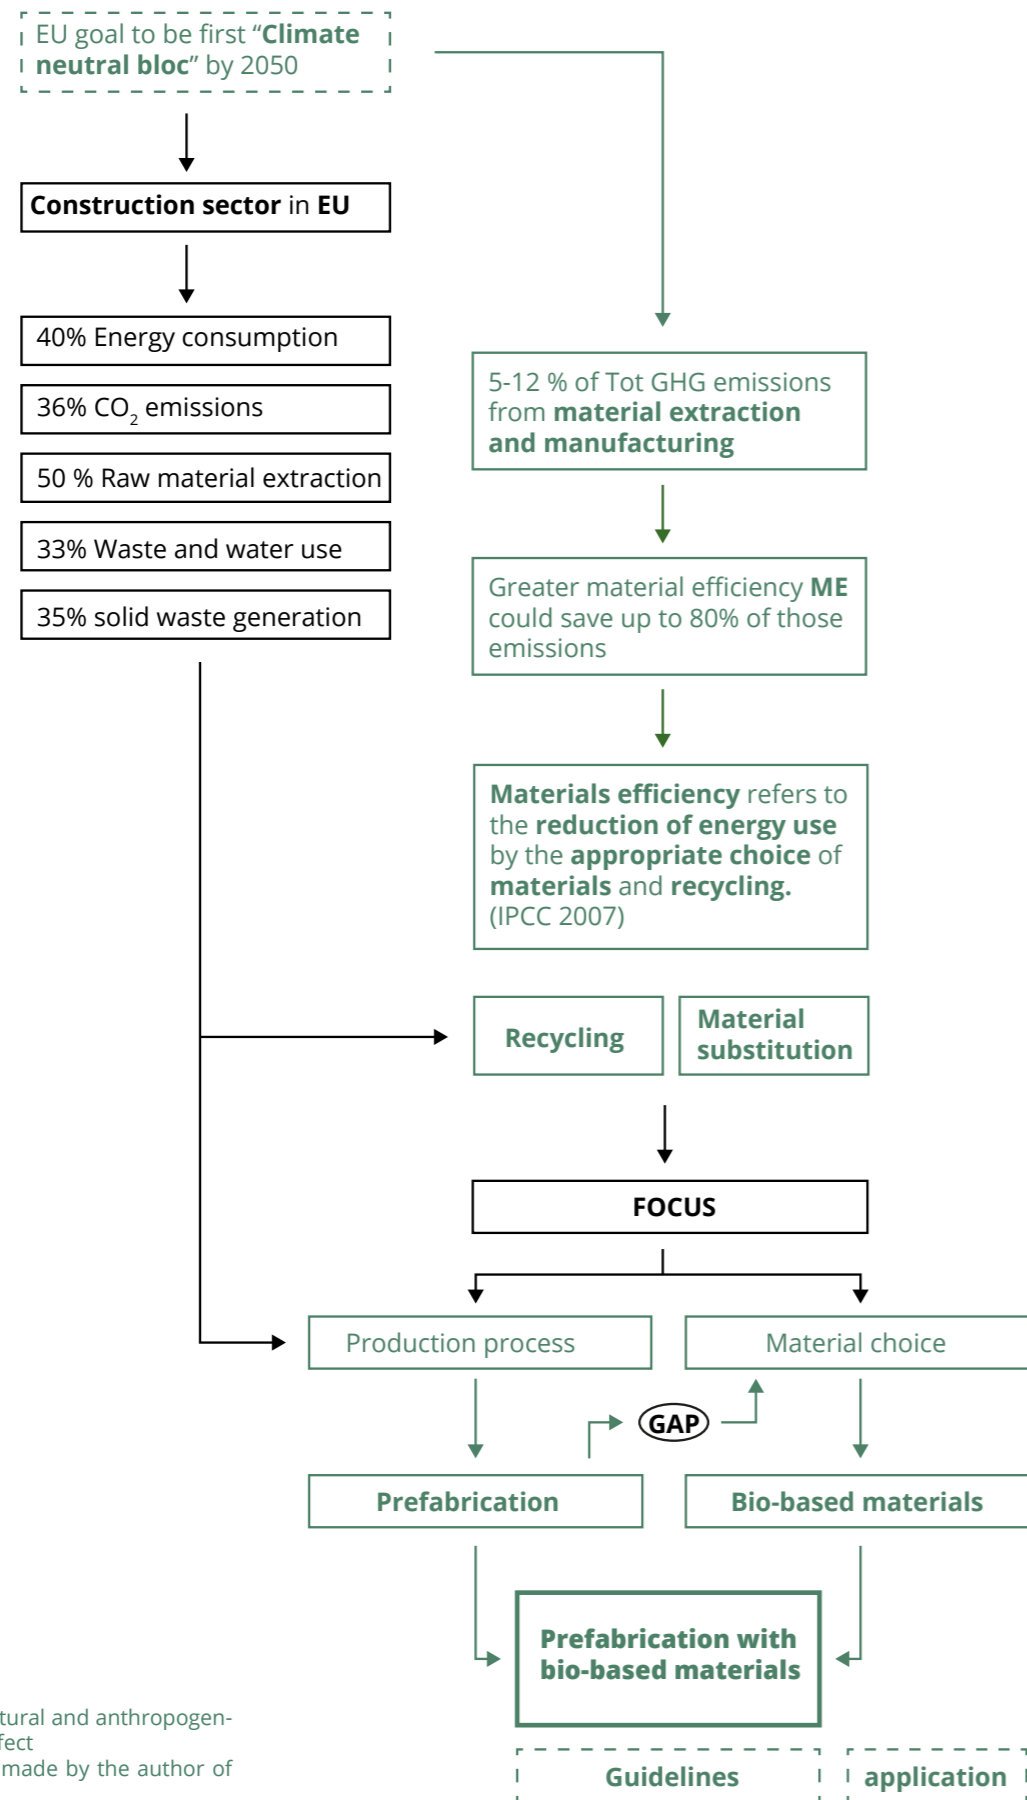 EU goal to be first “Climate
neutral bloc” by 2050
Construction sector in EU
40% Energy consumption
36% CO₂ emissions
50 % Raw material extraction
33% Waste and water use
35% solid waste generation
5-12 % of Tot GHG emissions
from material extraction
and manufacturing
Greater material efficiency ME
could save up to 80% of those
emissions
Materials efficiency refers to
the reduction of energy use
by the appropriate choice of
materials and recycling.
(IPCC 2007)
Recycling
Material
substitution
FOCUS
Production process
Material choice
GAP
Prefabrication
Bio-based materials
Prefabrication with
bio-based materials
tural and anthropogen-
fect
made by the author of
Guidelines
application